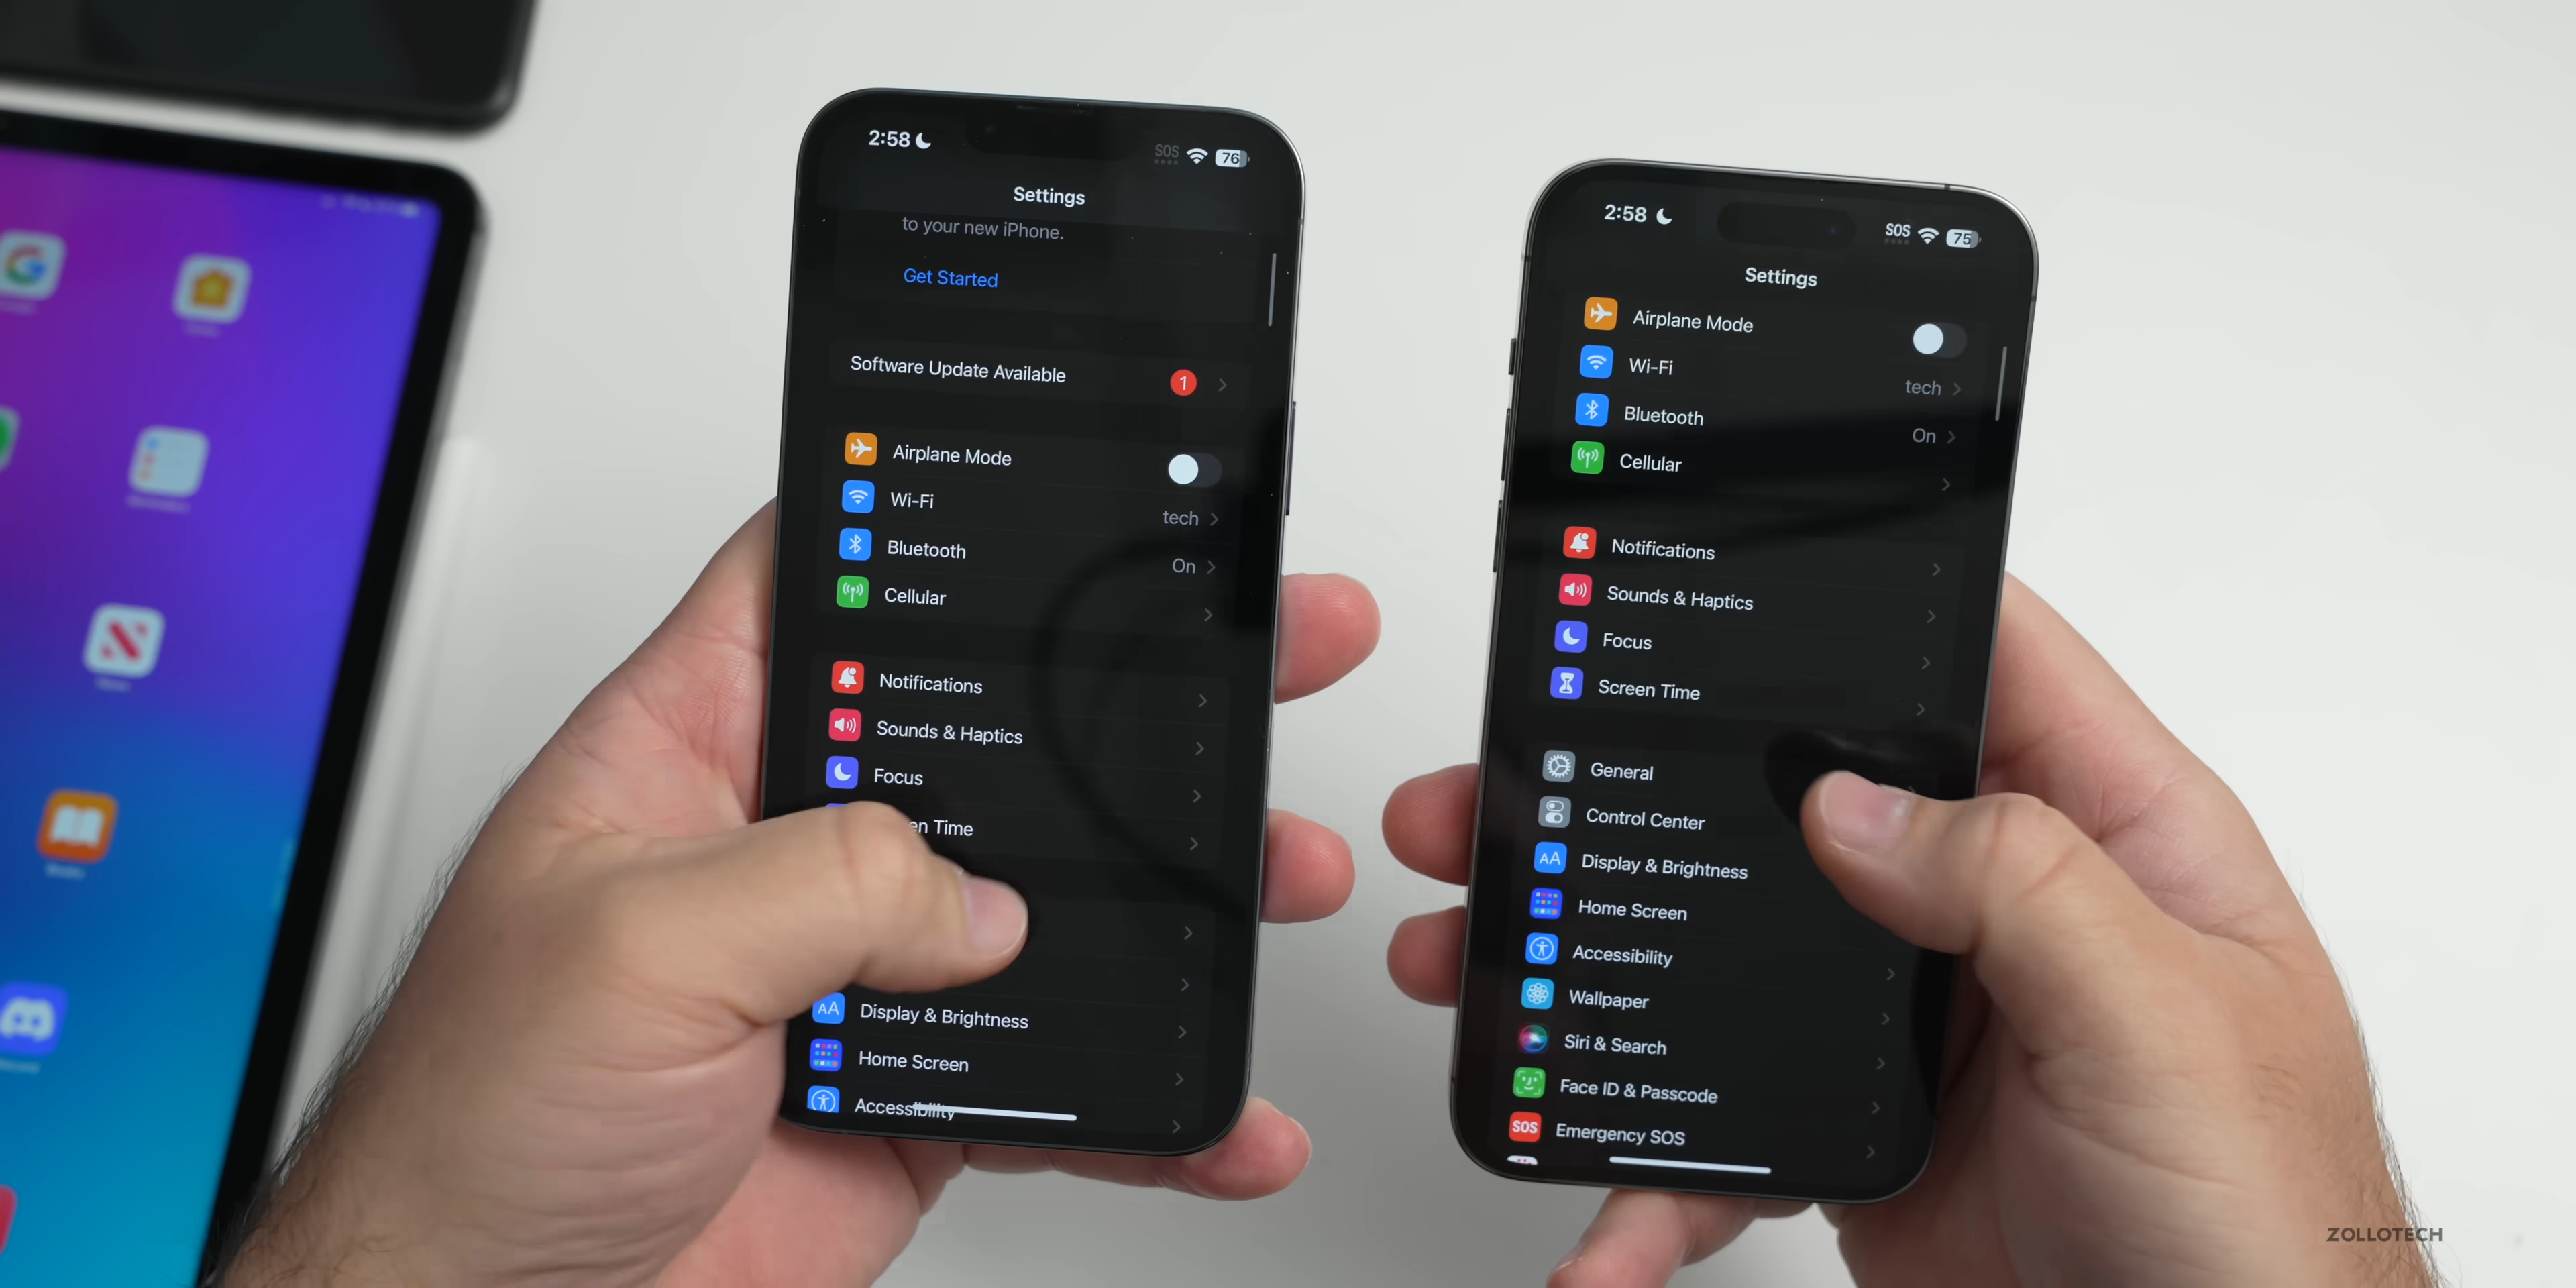 2:58
SOS
76
Settings
to your new iPhone.
Get Started
Software Update Available
1
Airplane Mode
Wi-Fi
tech
Bluetooth
On
Cellular
Notifications
Sounds & Haptics
Focus
en Time
AA
Display & Brightness
Home Screen
Accessibility
2:58
SOS
75
Settings
Airplane Mode
Wi-Fi
tech
Bluetooth
On
Cellular
Notifications
Sounds & Haptics
Focus
Screen Time
General
Control Center
AA
Display & Brightness
Home Screen
Accessibility
Wallpaper
Siri & Search
Face ID & Passcode
SOS
Emergency SOS
ZOLLOTECH